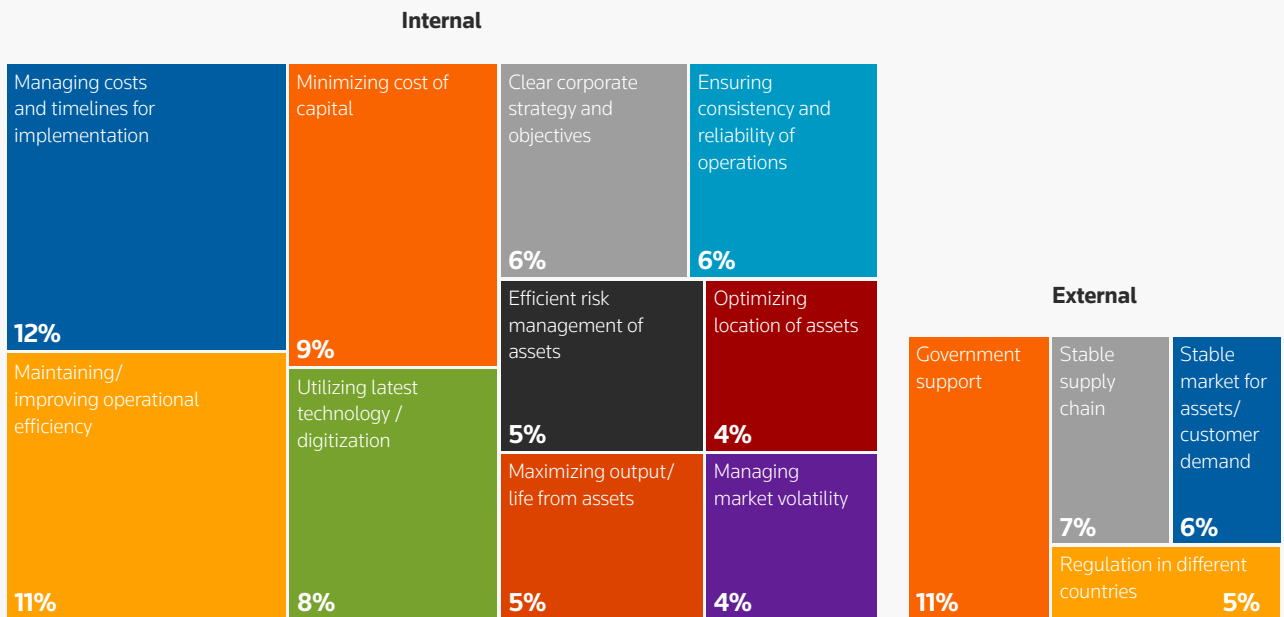 Internal
Managing costs
and timelines for
implementation
12%
Minimizing cost of
capital
9%
Clear corporate
strategy and
objectives
6%
Ensuring
consistency and
reliability of
operations
6%
Maintaining/
improving operational
efficiency
11%
Utilizing latest
technology /
digitization
8%
Efficient risk
management of
assets
5%
Optimizing
location of assets
4%
Maximizing output/
life from assets
5%
Managing
market volatility
4%
External
Government
support
11%
Stable
supply
chain
7%
Stable
market for
assets/
customer
demand
6%
Regulation in different
countries
5%